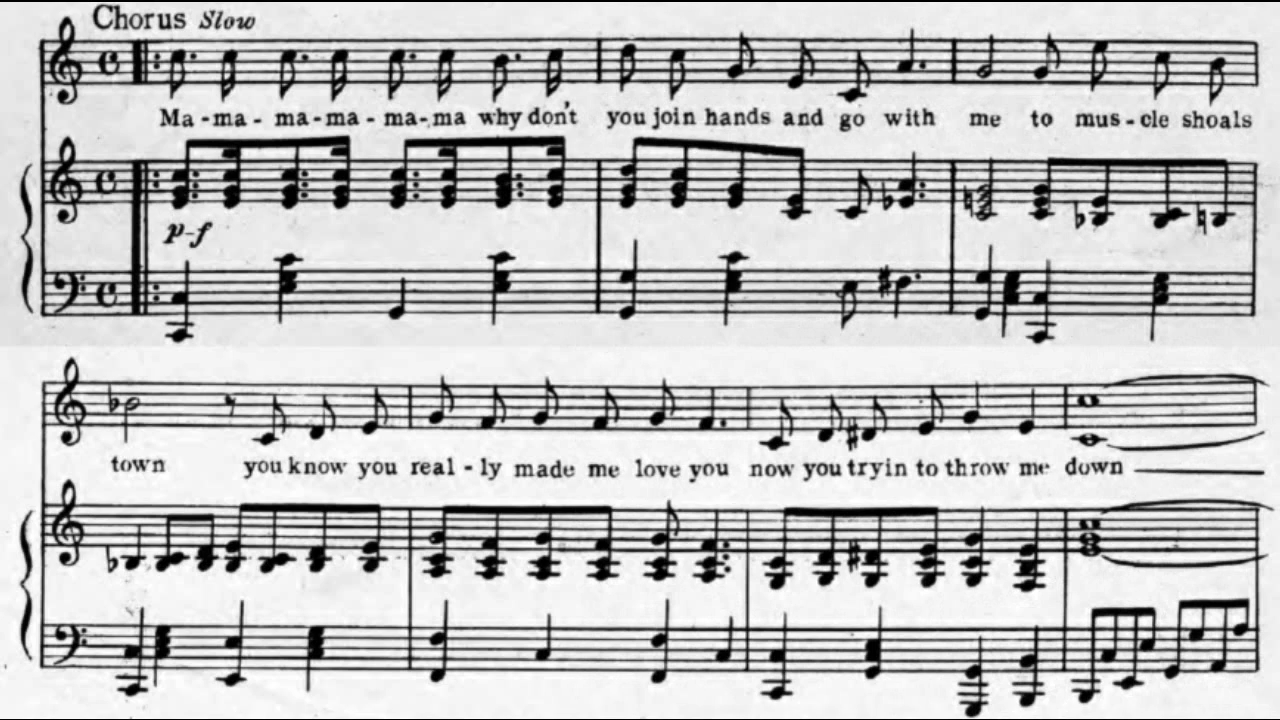 Chorus Slow
Ma-ma-ma-ma-ma-ma why don't you join hands and go with me to mus-cle shoals
p-f
town you know you real-ly made me love you now you tryin to throw me down